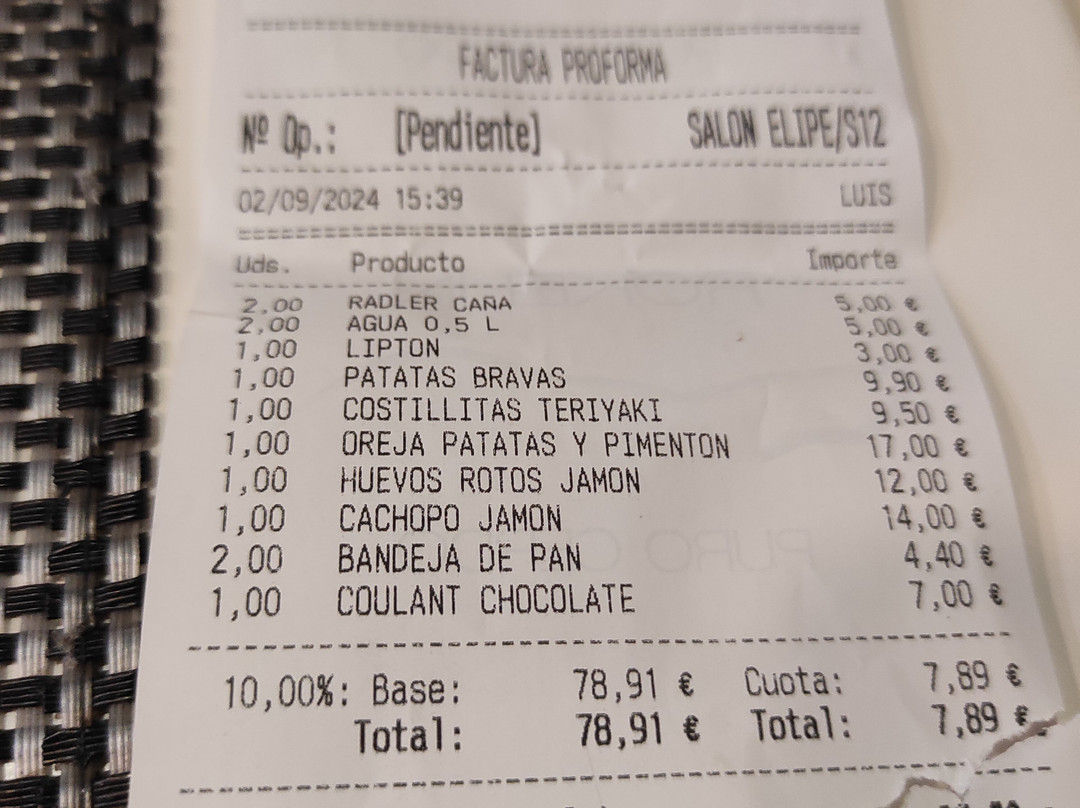 FACTURA PROFORMA
Nº Op.: [Pendiente] SALON ELIPE/S12
02/09/2024 15:39 LUIS
Uds. Producto Importe
2,00 RADLER CAÑA 5,00 €
2,00 AGUA 0,5 L 5,00 €
1,00 LIPTON 3,00 €
1,00 PATATAS BRAVAS 9,90 €
1,00 COSTILLITAS TERIYAKI 9,50 €
1,00 OREJA PATATAS Y PIMENTON 17,00 €
1,00 HUEVOS ROTOS JAMON 12,00 €
1,00 CACHOPO JAMON 14,00 €
2,00 BANDEJA DE PAN 4,40 €
1,00 COULANT CHOCOLATE 7,00 €
10,00%: Base: 78,91 € Cuota: 7,89 €
Total: 78,91 € Total: 7,89 €